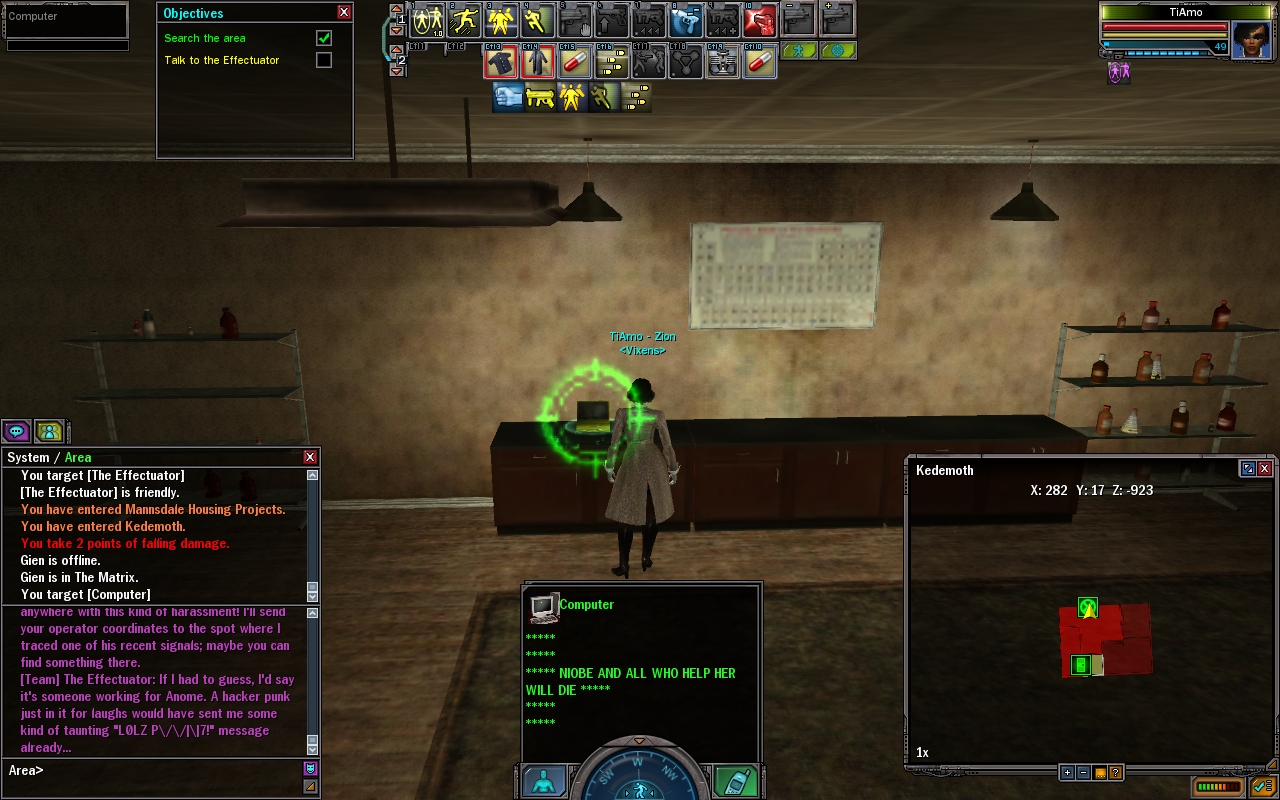 Computer
Objectives
Search the area
Talk to the Effectuator
1
2
1.0
TiAmo
49
TiAmo - Zion
<Vixens>
System / Area
You target [The Effectuator]
[The Effectuator] is friendly.
You have entered Mannsdale Housing Projects.
You have entered Kedemoth.
You take 2 points of falling damage.
Gien is offline.
Gien is in The Matrix.
You target [Computer]
anywhere with this kind of harassment! I'll send
your operator coordinates to the spot where I
traced one of his recent signals; maybe you can
find something there.
[Team] The Effectuator: If I had to guess, I'd say
it's someone working for Anome. A hacker punk
just in it for laughs would have sent me some
kind of taunting "L0LZ P\/\/|\|7!" message
already...
Area>
Computer
*****
*****
***** NIOBE AND ALL WHO HELP HER
WILL DIE *****
*****
*****
SW W NW
Kedemoth
X: 282 Y: 17 Z: -923
1x